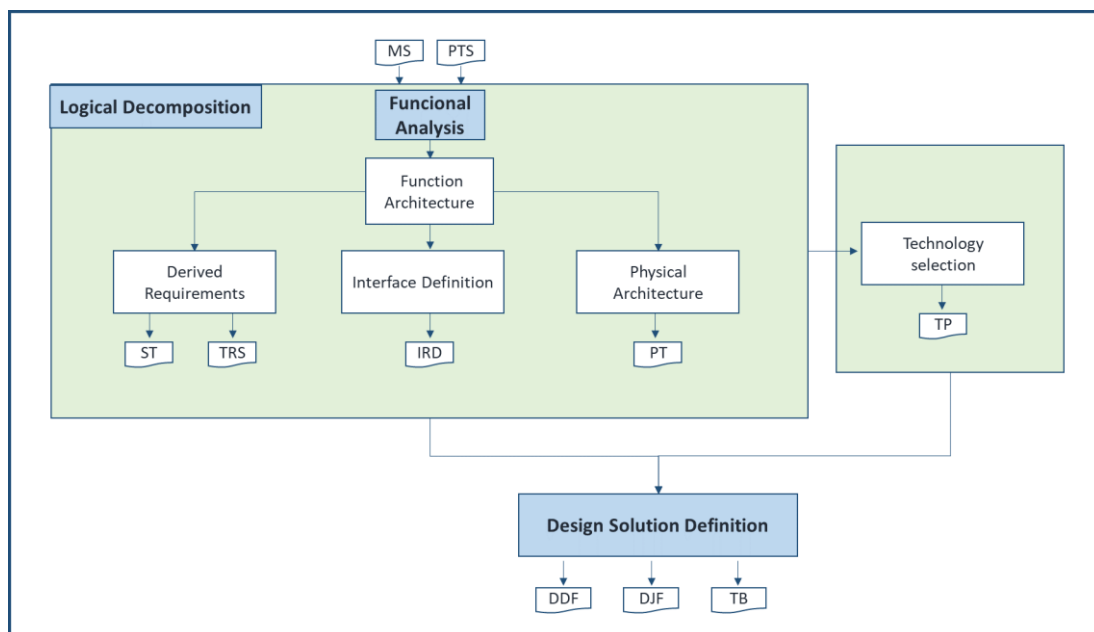 MS
PTS
Logical Decomposition
Funcional
Analysis
Function
Architecture
Derived
Requirements
Interface Definition
Physical
Architecture
Technology
selection
ST
TRS
IRD
PT
TP
Design Solution Definition
DDF
DJF
TB